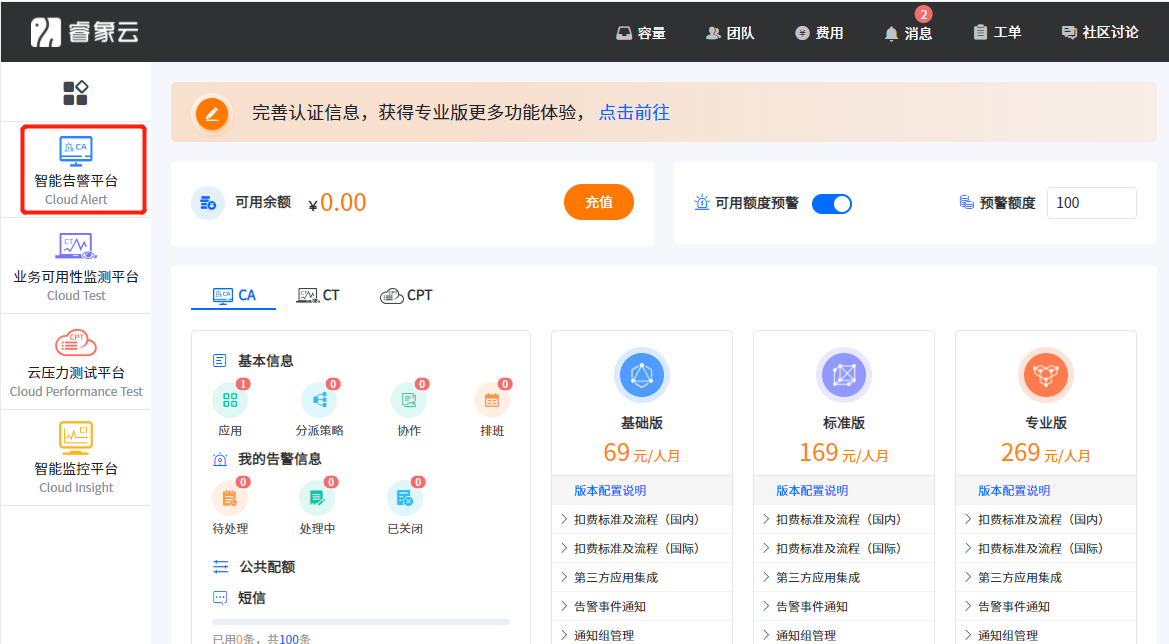 睿象云
容量
团队
费用
2
消息
工单
社区讨论
CA
智能告警平台
Cloud Alert
CT
业务可用性监测平台
Cloud Test
CPT
云压力测试平台
Cloud Performance Test
CI
智能监控平台
Cloud Insight
完善认证信息，获得专业版更多功能体验， 点击前往
可用余额
¥0.00
充值
可用额度预警
预警额度
100
CA
CT
CPT
基本信息
1
应用
0
分派策略
0
协作
0
排班
我的告警信息
0
待处理
0
处理中
0
已关闭
公共配额
短信
已用0条，共100条
基础版
69 元/人月
版本配置说明
扣费标准及流程（国内）
扣费标准及流程（国际）
第三方应用集成
告警事件通知
通知组管理
标准版
169 元/人月
版本配置说明
扣费标准及流程（国内）
扣费标准及流程（国际）
第三方应用集成
告警事件通知
通知组管理
专业版
269 元/人月
版本配置说明
扣费标准及流程（国内）
扣费标准及流程（国际）
第三方应用集成
告警事件通知
通知组管理